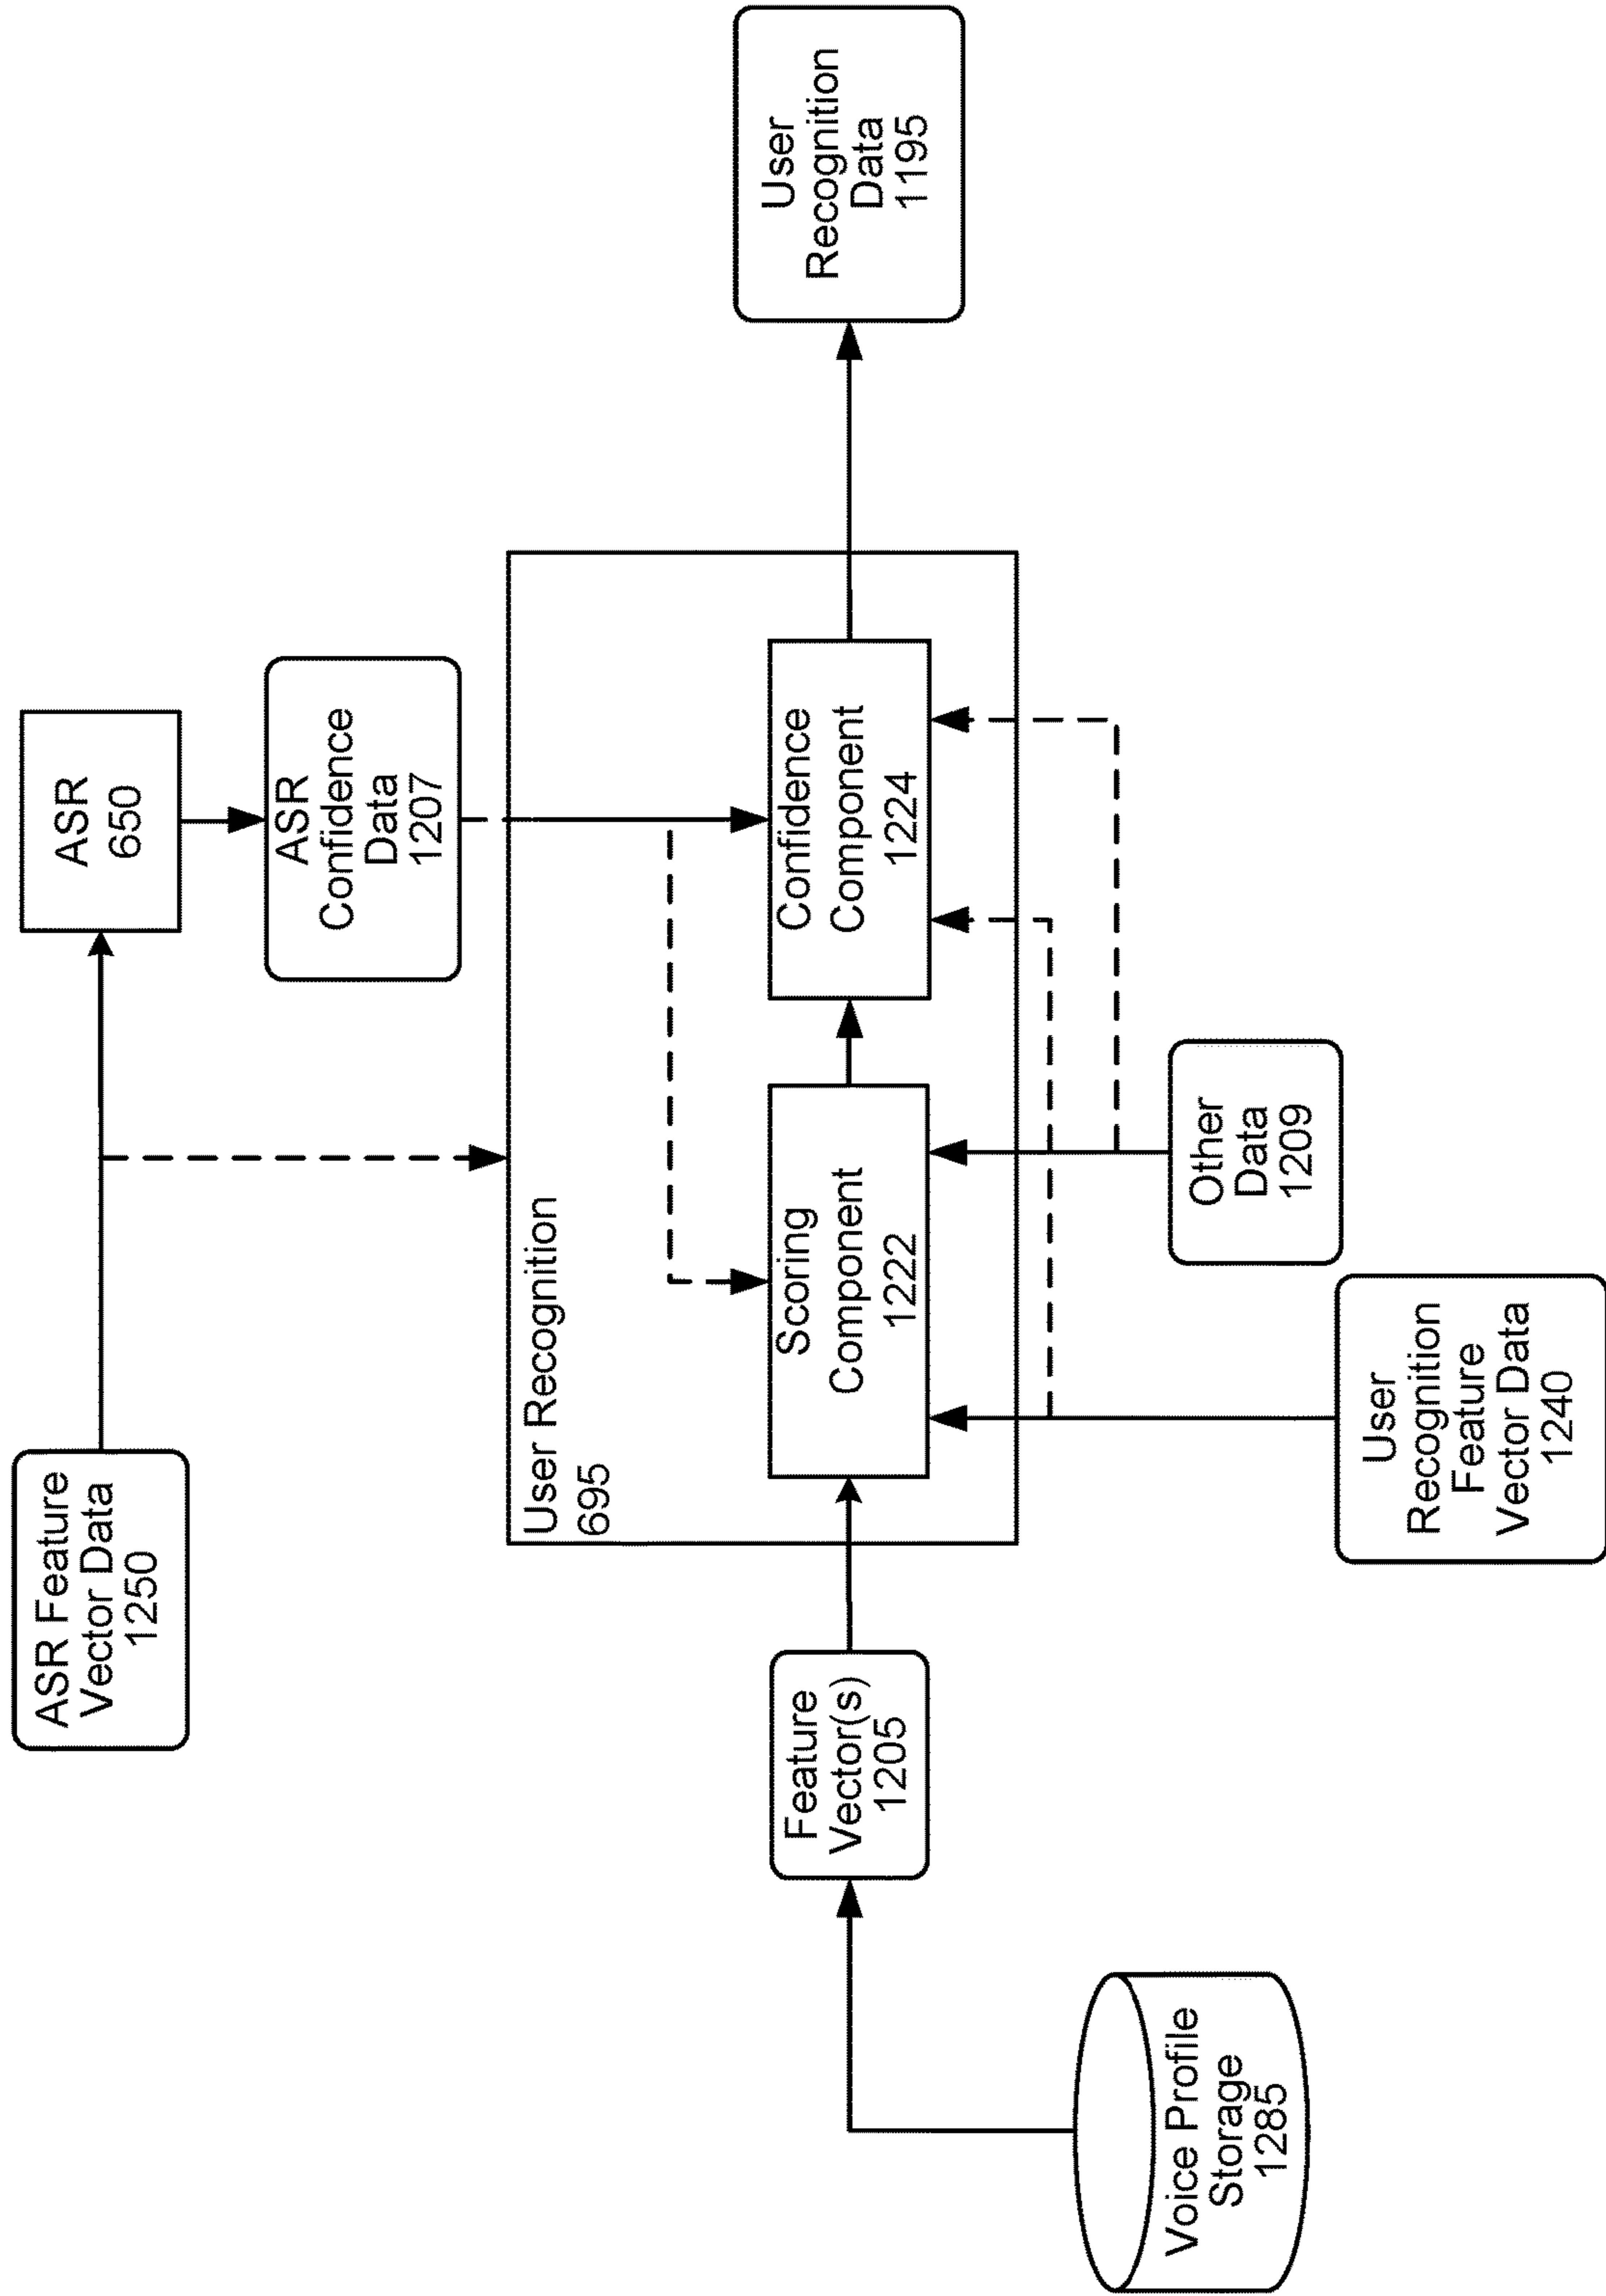 ASR Feature
Vector Data
1250
ASR
650
ASR
Confidence
Data
1207
User Recognition
695
Voice Profile
Storage
1285
Feature
Vector(s)
1205
Scoring
Component
1222
Confidence
Component
1224
User
Recognition
Data
1195
Other
Data
1209
User
Recognition
Feature
Vector Data
1240